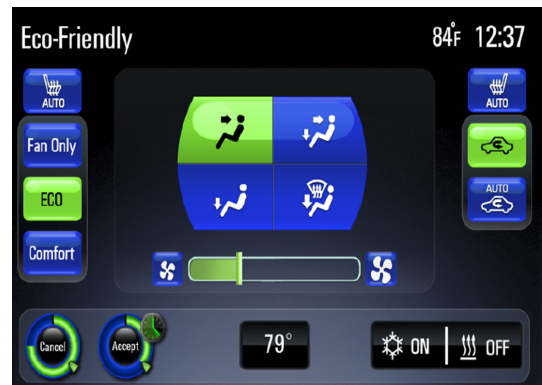 Eco-Friendly
84°F 12:37
AUTO
AUTO
Fan Only
ECO
AUTO
Comfort
Cancel
Accept
79°
ON
OFF